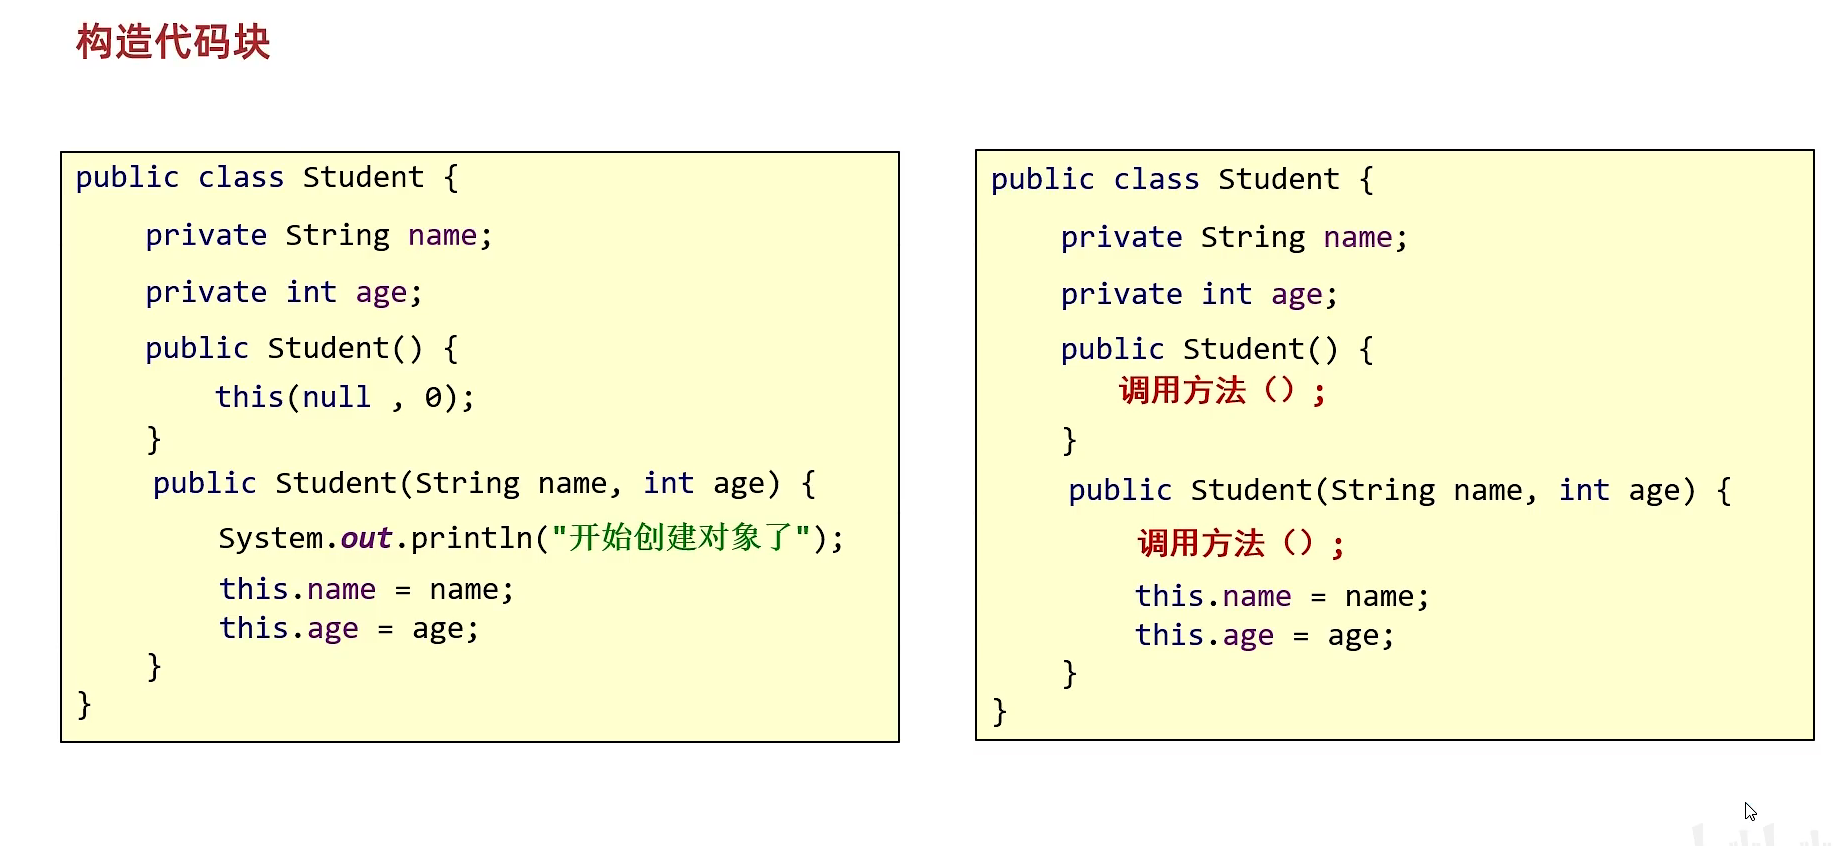 构造代码块
public class Student {
private String name;
private int age;
public Student() {
this(null , 0);
}
public Student(String name, int age) {
System.out.println("开始创建对象了");
this.name = name;
this.age = age;
}
}
public class Student {
private String name;
private int age;
public Student() {
调用方法（）;
}
public Student(String name, int age) {
调用方法（）;
this.name = name;
this.age = age;
}
}